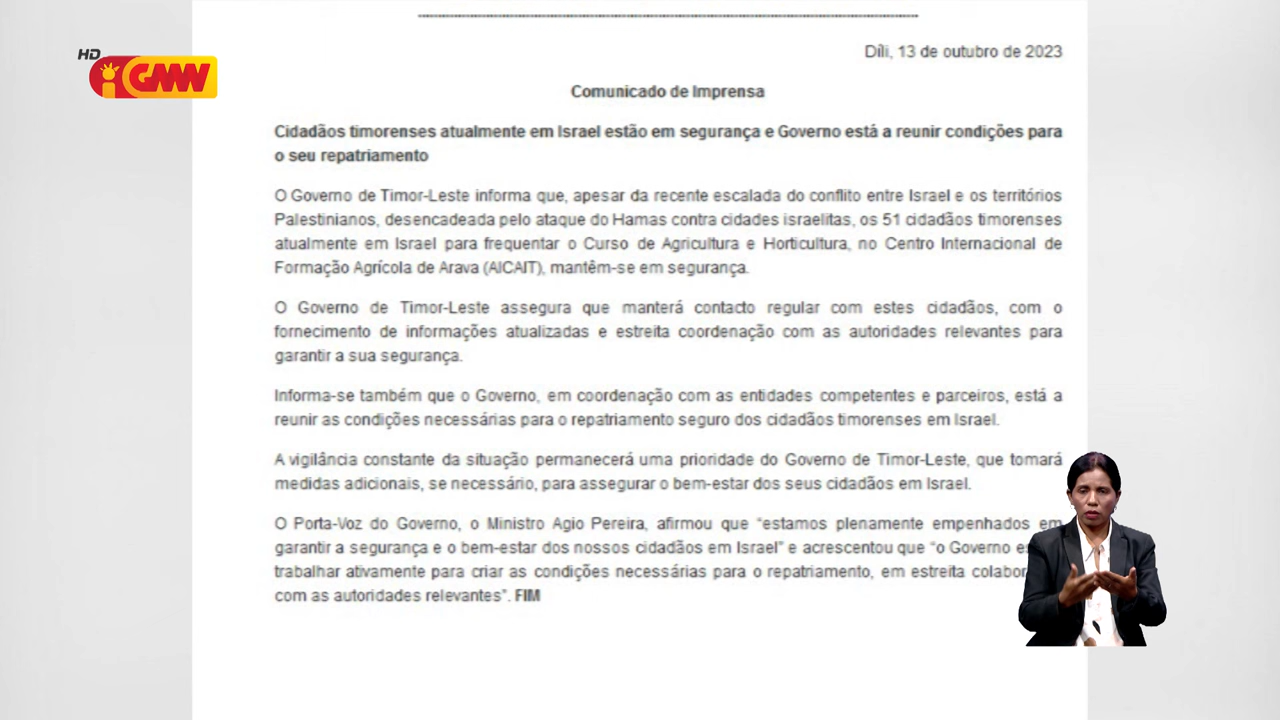 HD
GMN
Díli, 13 de outubro de 2023
Comunicado de Imprensa
Cidadãos timorenses atualmente em Israel estão em segurança e Governo está a reunir condições para
o seu repatriamento
O Governo de Timor-Leste informa que, apesar da recente escalada do conflito entre Israel e os territórios
Palestinianos, desencadeada pelo ataque do Hamas contra cidades israelitas, os 51 cidadãos timorenses
atualmente em Israel para frequentar o Curso de Agricultura e Horticultura, no Centro Internacional de
Formação Agrícola de Arava (AICAIT), mantêm-se em segurança.
O Governo de Timor-Leste assegura que manterá contacto regular com estes cidadãos, com o
fornecimento de informações atualizadas e estreita coordenação com as autoridades relevantes para
garantir a sua segurança.
Informa-se também que o Governo, em coordenação com as entidades competentes e parceiros, está a
reunir as condições necessárias para o repatriamento seguro dos cidadãos timorenses em Israel.
A vigilância constante da situação permanecerá uma prioridade do Governo de Timor-Leste, que tomará
medidas adicionais, se necessário, para assegurar o bem-estar dos seus cidadãos em Israel.
O Porta-Voz do Governo, o Ministro Agio Pereira, afirmou que “estamos plenamente empenhados em
garantir a segurança e o bem-estar dos nossos cidadãos em Israel” e acrescentou que “o Governo
trabalhar ativamente para criar as condições necessárias para o repatriamento, em estreita
com as autoridades relevantes”. FIM